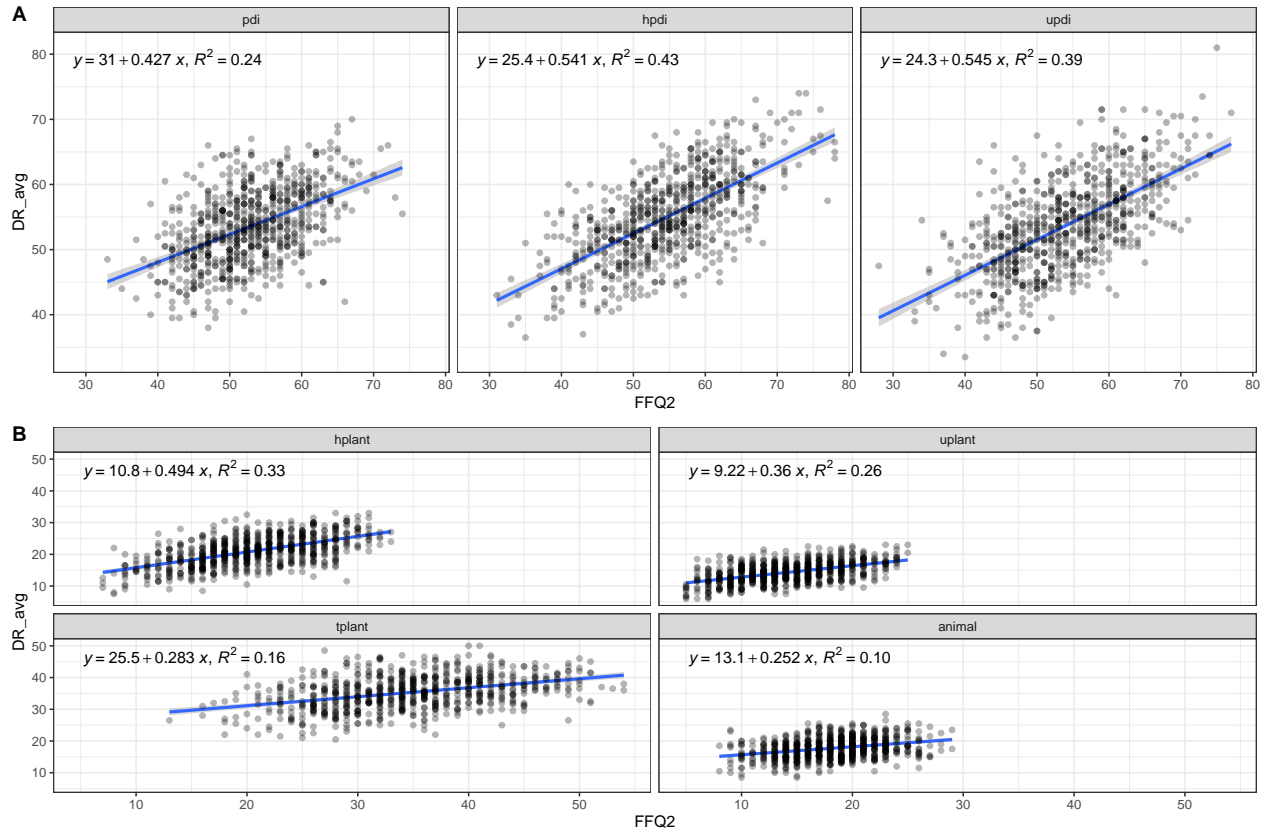 A
pdi
hpdi
updi
y = 31 + 0.427 x, R² = 0.24
y = 25.4 + 0.541 x, R² = 0.43
y = 24.3 + 0.545 x, R² = 0.39
80
70
60
50
40
DR_avg
30 40 50 60 70 80
30 40 50 60 70 80
30 40 50 60 70 80
FFQ2
B
hplant
uplant
y = 10.8 + 0.494 x, R² = 0.33
y = 9.22 + 0.36 x, R² = 0.26
50
40
30
20
10
DR_avg
tplant
animal
y = 25.5 + 0.283 x, R² = 0.16
y = 13.1 + 0.252 x, R² = 0.10
50
40
30
20
10
10 20 30 40 50
10 20 30 40 50
FFQ2